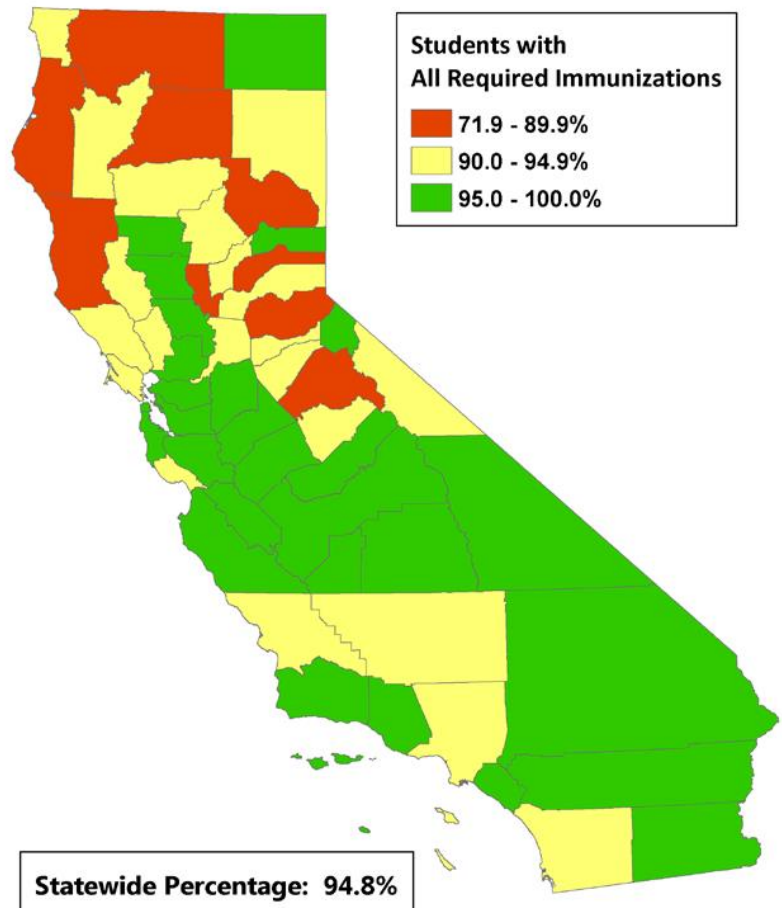 Students with
All Required Immunizations
71.9 - 89.9%
90.0 - 94.9%
95.0 - 100.0%
Statewide Percentage: 94.8%